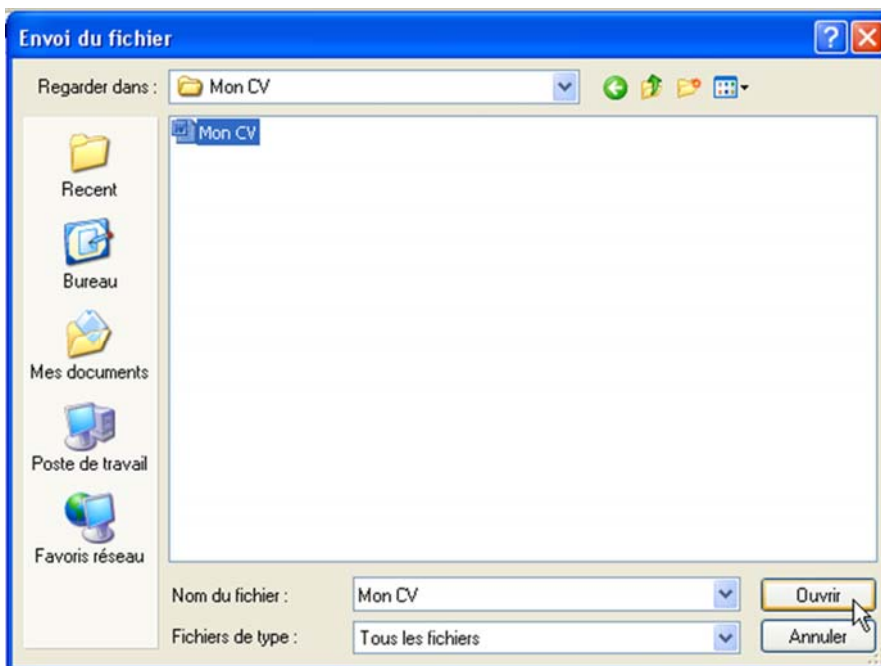 Envoi du fichier
Regarder dans :
Mon CV
Mon CV
Recent
Bureau
Mes documents
Poste de travail
Favoris réseau
Nom du fichier :
Mon CV
Ouvrir
Fichiers de type :
Tous les fichiers
Annuler